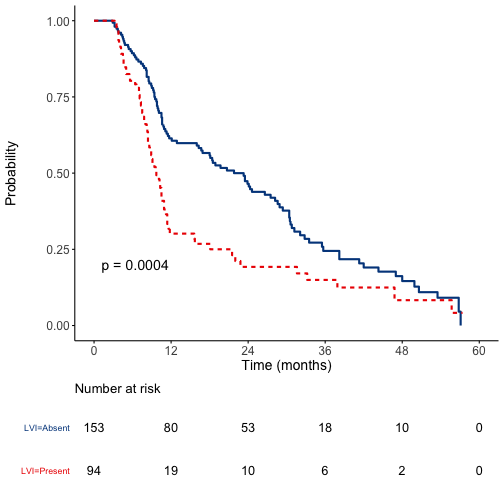 1.00
0.75
0.50
0.25
0.00
Probability
p = 0.0004
0 12 24 36 48 60
Time (months)
Number at risk
LVI=Absent 153 80 53 18 10 0
LVI=Present 94 19 10 6 2 0